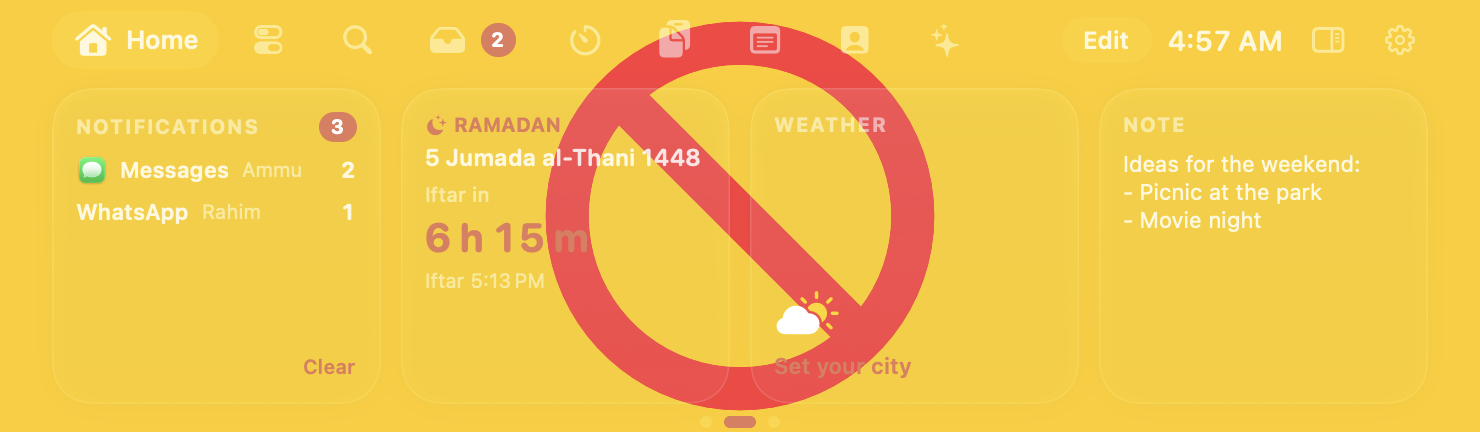 Home
2
Edit
4:57 AM
NOTIFICATIONS
3
Messages Ammu 2
WhatsApp Rahim 1
Clear
RAMADAN
5 Jumada al-Thani 1448
Iftar in
6 h 15 m
Iftar 5:13 PM
WEATHER
Set your city
NOTE
Ideas for the weekend:
- Picnic at the park
- Movie night